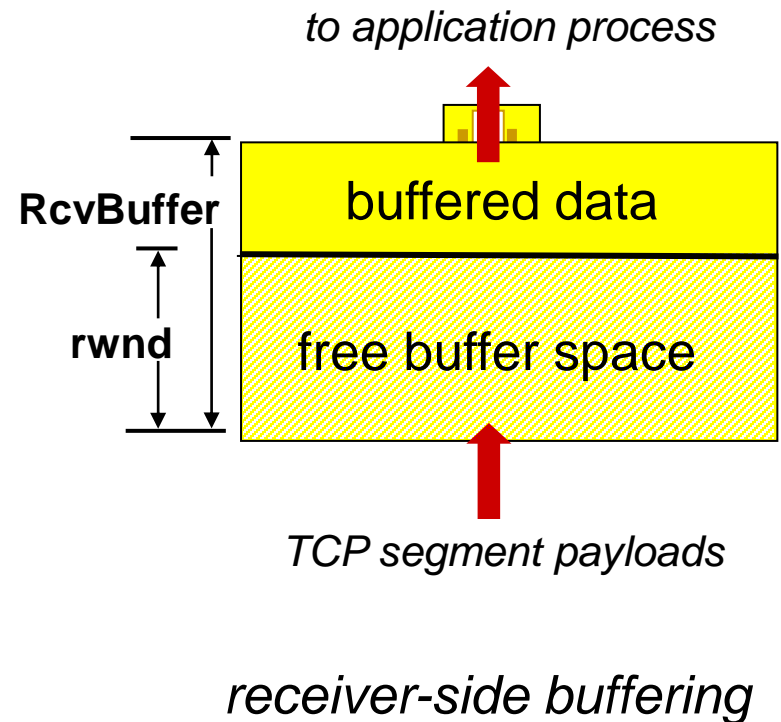 to application process
RcvBuffer
buffered data
rwnd
free buffer space
TCP segment payloads
receiver-side buffering